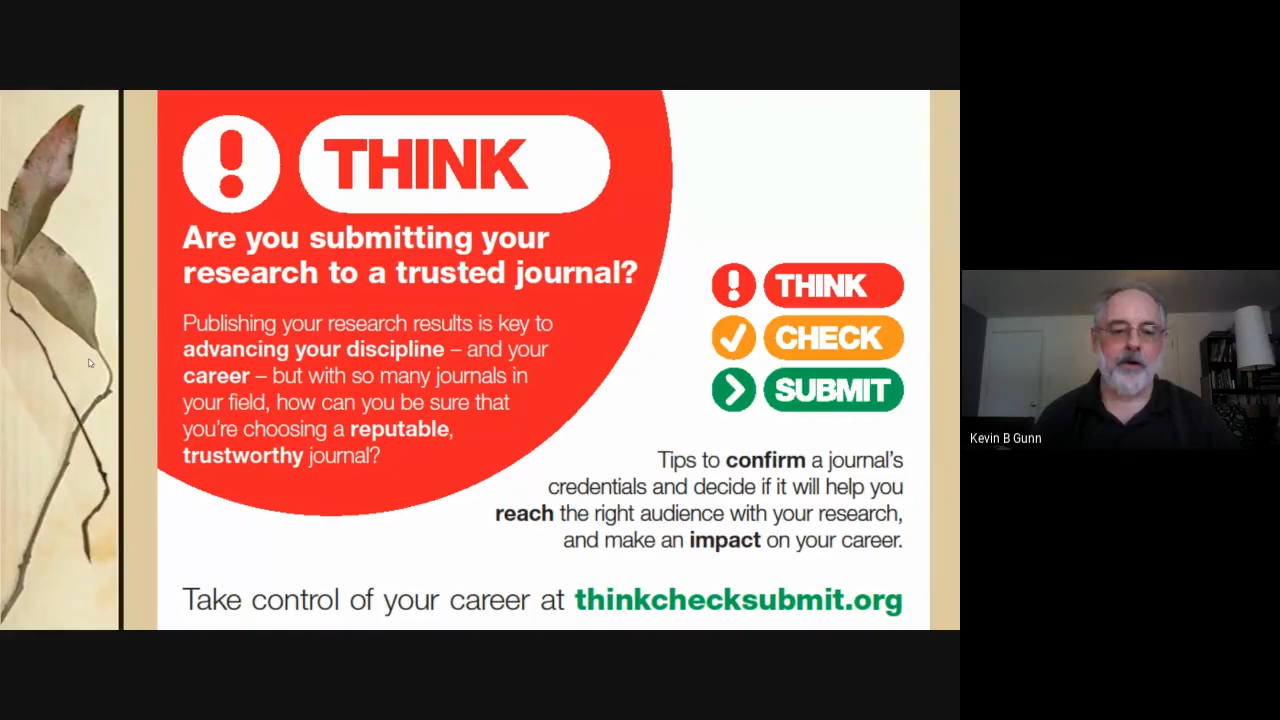 THINK
Are you submitting your
research to a trusted journal?
Publishing your research results is key to
advancing your discipline – and your
career – but with so many journals in
your field, how can you be sure that
you're choosing a reputable,
trustworthy journal?
THINK
CHECK
SUBMIT
Tips to confirm a journal's
credentials and decide if it will help you
reach the right audience with your research,
and make an impact on your career.
Take control of your career at thinkchecksubmit.org
Kevin B Gunn